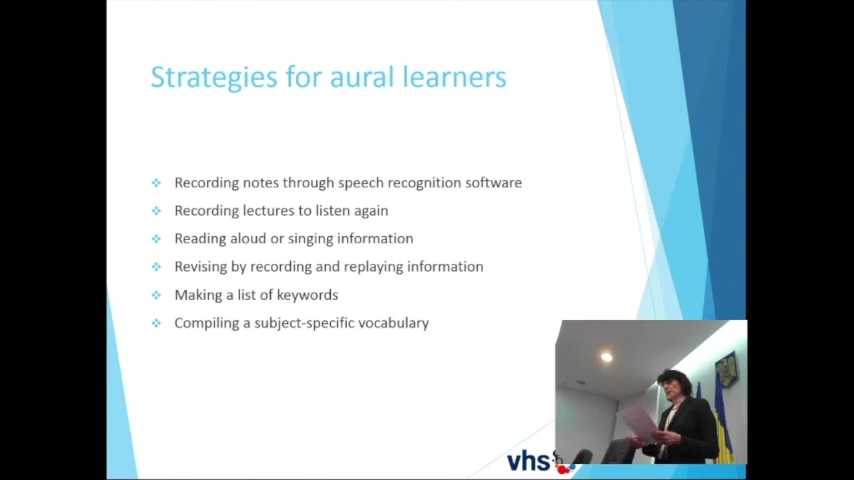 Strategies for aural learners
Recording notes through speech recognition software
Recording lectures to listen again
Reading aloud or singing information
Revising by recording and replaying information
Making a list of keywords
Compiling a subject-specific vocabulary
vhs